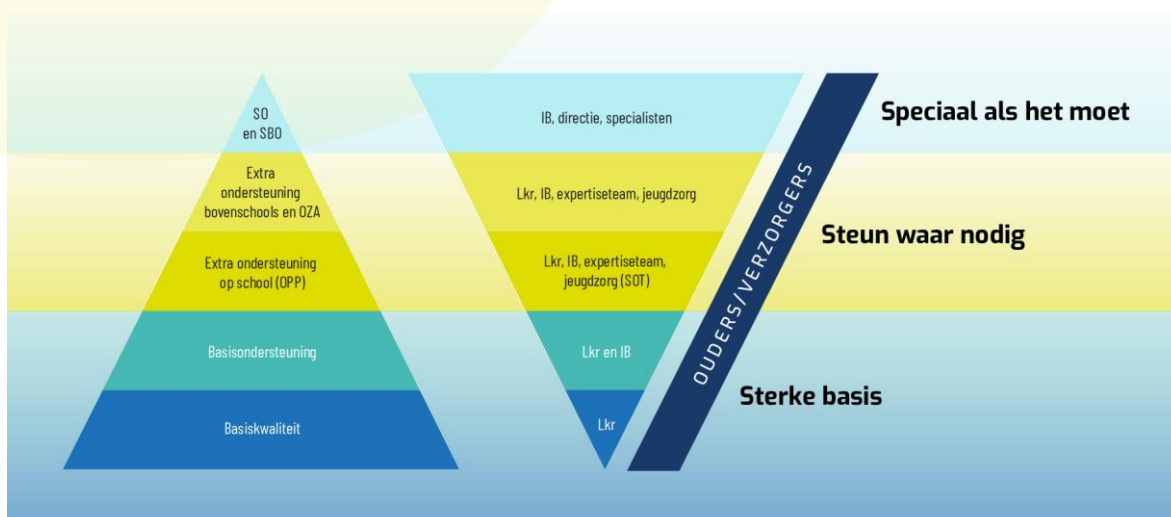 SO
en SBO
Extra
ondersteuning
bovenschools en OZA
Extra ondersteuning
op school (OPP)
Basisondersteuning
Basiskwaliteit
IB, directie, specialisten
Lkr, IB, expertiseteam, jeugdzorg
Lkr, IB, expertiseteam,
jeugdzorg (SOT)
Lkr en IB
Lkr
OUDERS/VERZORGERS
Speciaal als het moet
Steun waar nodig
Sterke basis